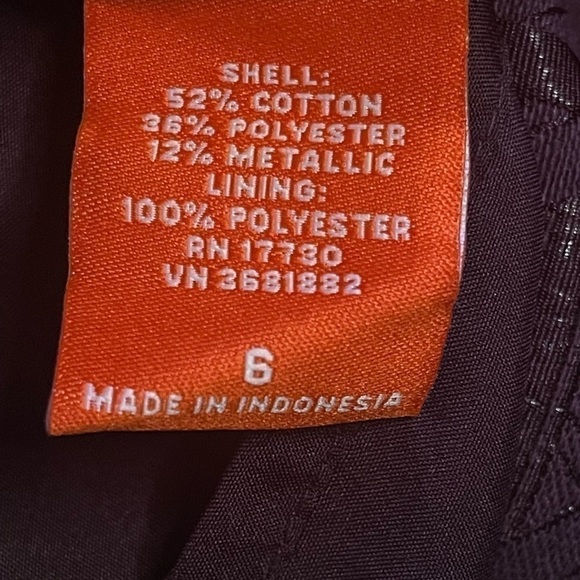 SHELL:
52% COTTON
36% POLYESTER
12% METALLIC
LINING:
100% POLYESTER
RN 17730
VN 3681882
6
MADE IN INDONESIA